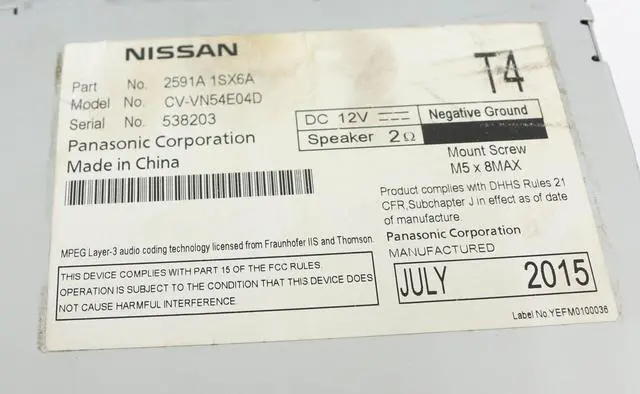 NISSAN
T4
Part No. 2591A 1SX6A
Model No. CV-VN54E04D
Serial No. 538203
Panasonic Corporation
Made in China
DC 12V Negative Ground
Speaker 2Ω
Mount Screw
M5 x 8MAX
Product complies with DHHS Rules 21
CFR,Subchapter J in effect as of date
of manufacture.
Panasonic Corporation
MANUFACTURED
JULY 2015
MPEG Layer-3 audio coding technology licensed from Fraunhofer IIS and Thomson.
THIS DEVICE COMPLIES WITH PART 15 OF THE FCC RULES.
OPERATION IS SUBJECT TO THE CONDITION THAT THIS DEVICE DOES
NOT CAUSE HARMFUL INTERFERENCE.
Label No.YEFM0100036